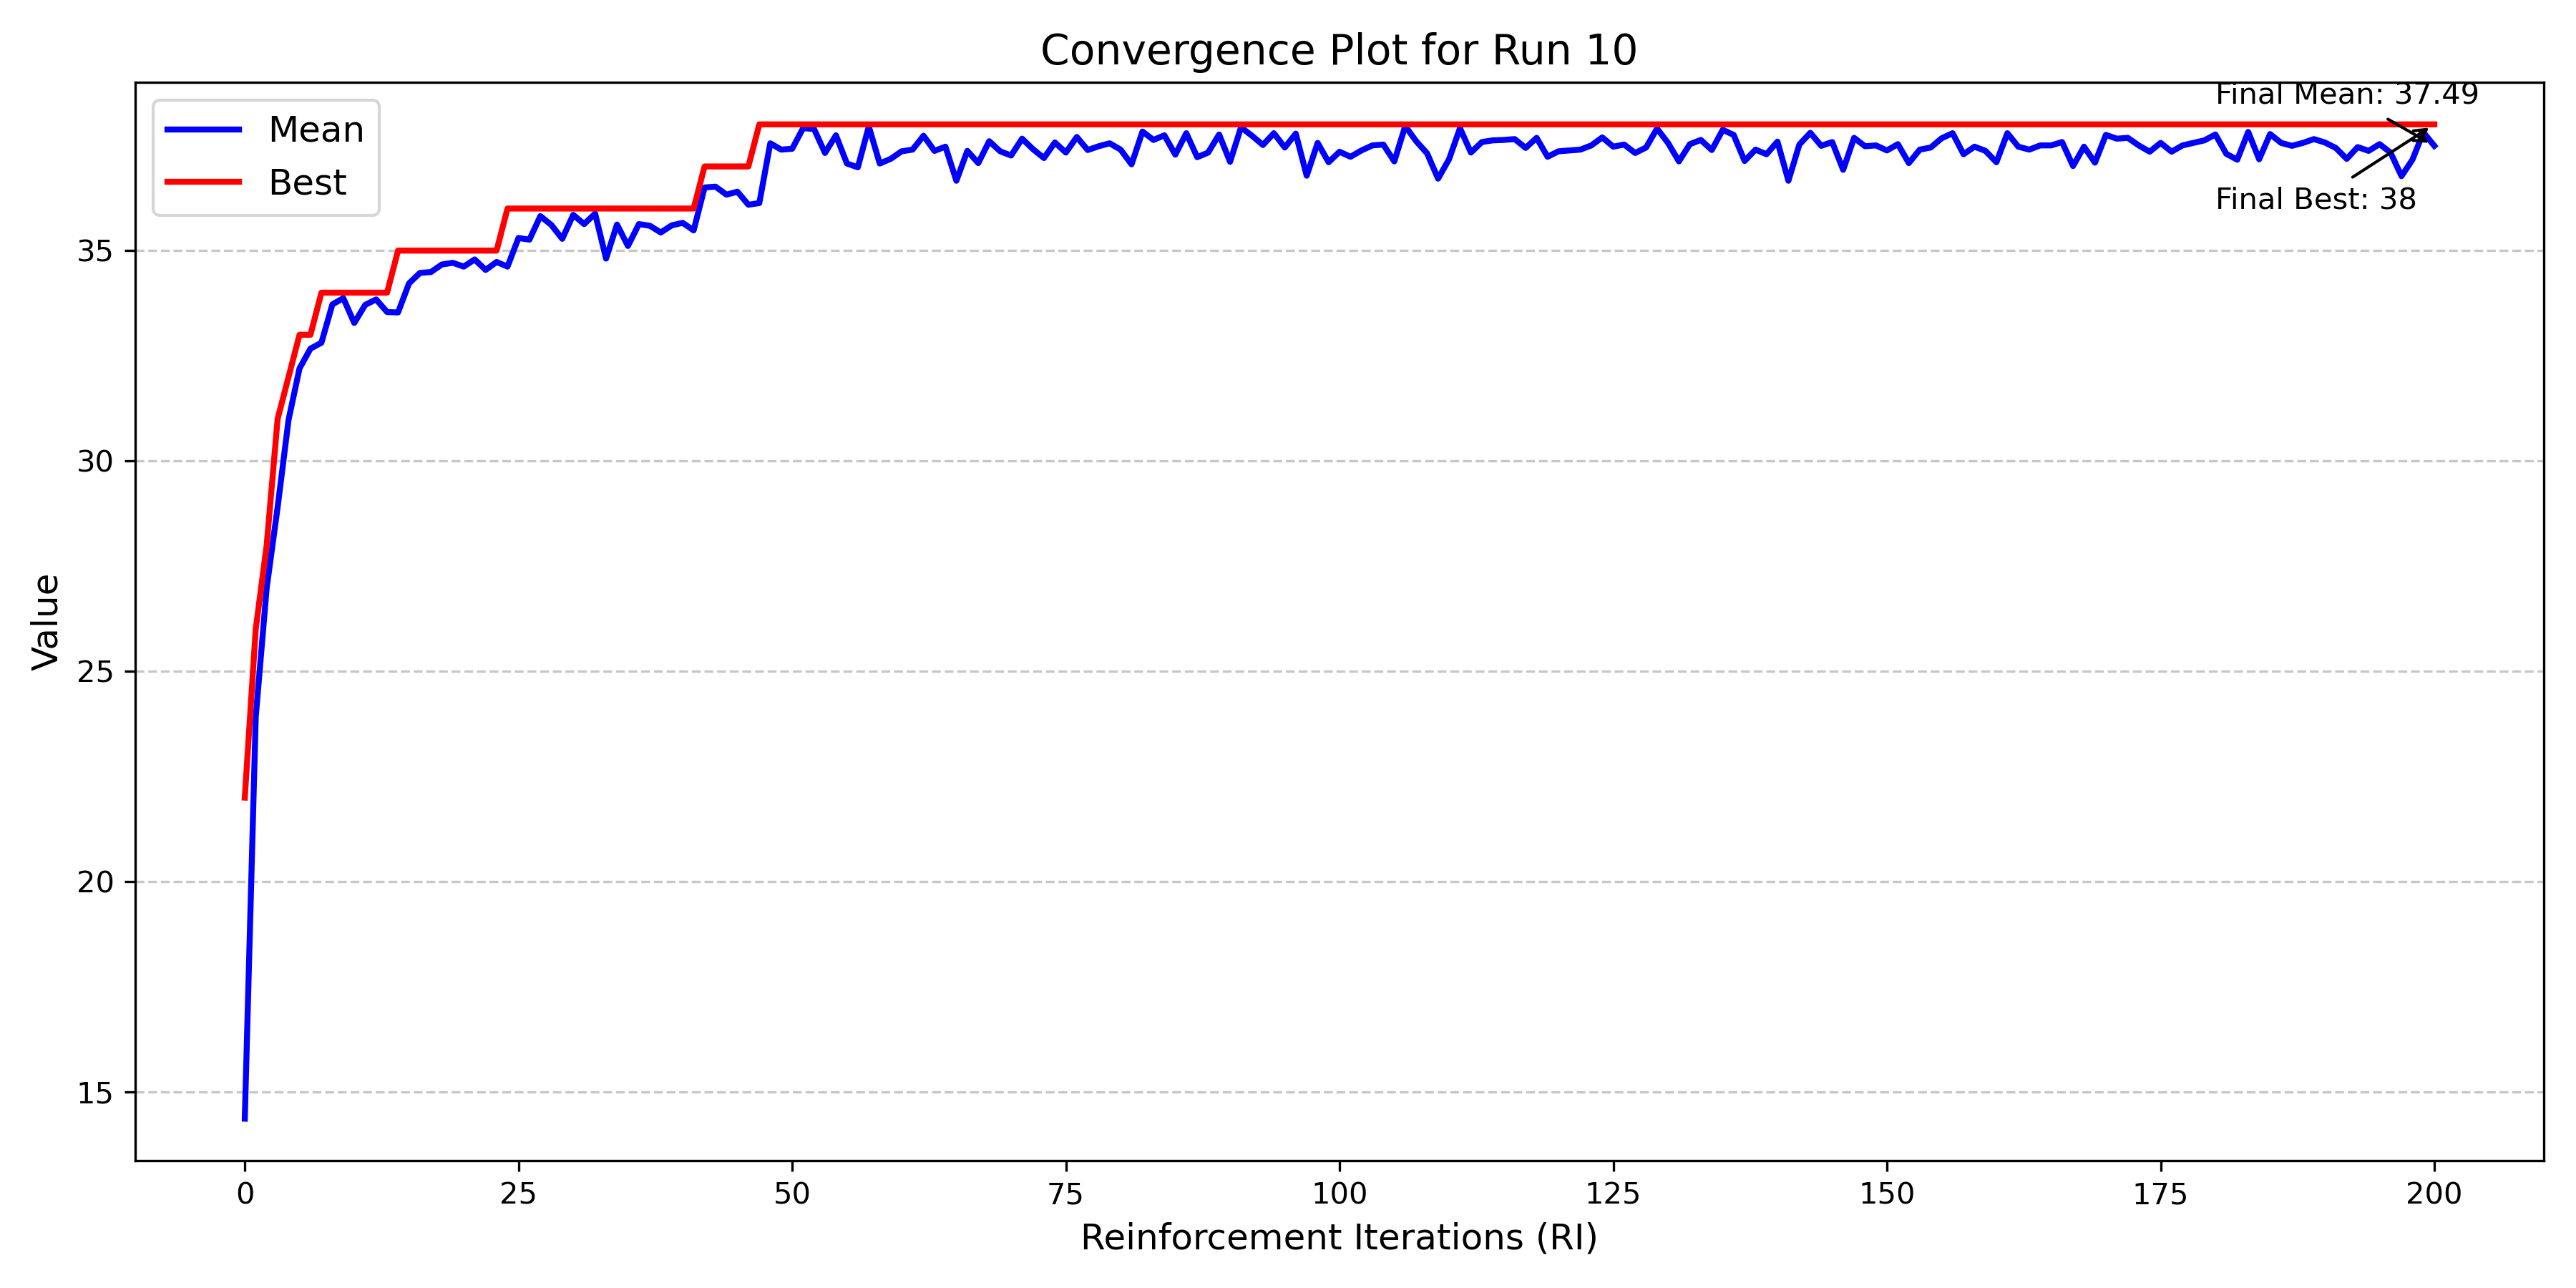 Convergence Plot for Run 10
Mean
Best
Final Mean: 37.49
Final Best: 38
Value
35
30
25
20
15
0 25 50 75 100 125 150 175 200
Reinforcement Iterations (RI)